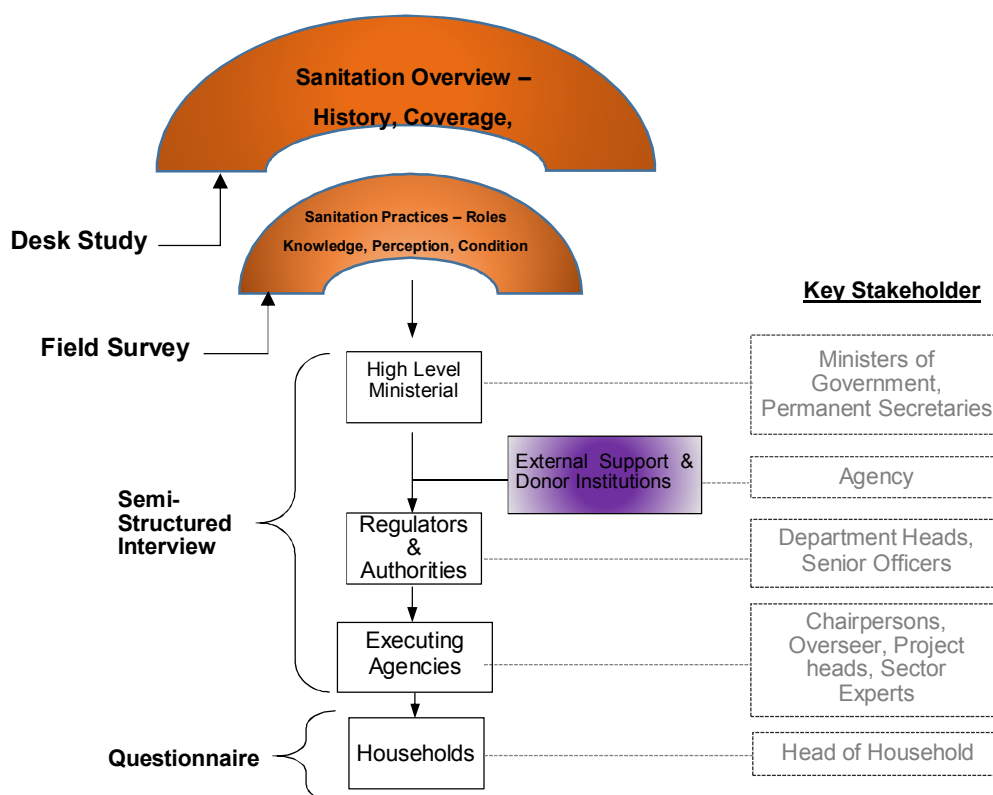 Sanitation Overview –
History, Coverage,
Sanitation Practices – Roles
Knowledge, Perception, Condition
Desk Study
Field Survey
Key Stakeholder
High Level
Ministerial
Ministers of
Government,
Permanent Secretaries
External Support &
Donor Institutions
Agency
Semi-
Structured
Interview
Regulators
&
Authorities
Department Heads,
Senior Officers
Executing
Agencies
Chairpersons,
Overseer, Project
heads, Sector
Experts
Questionnaire
Households
Head of Household